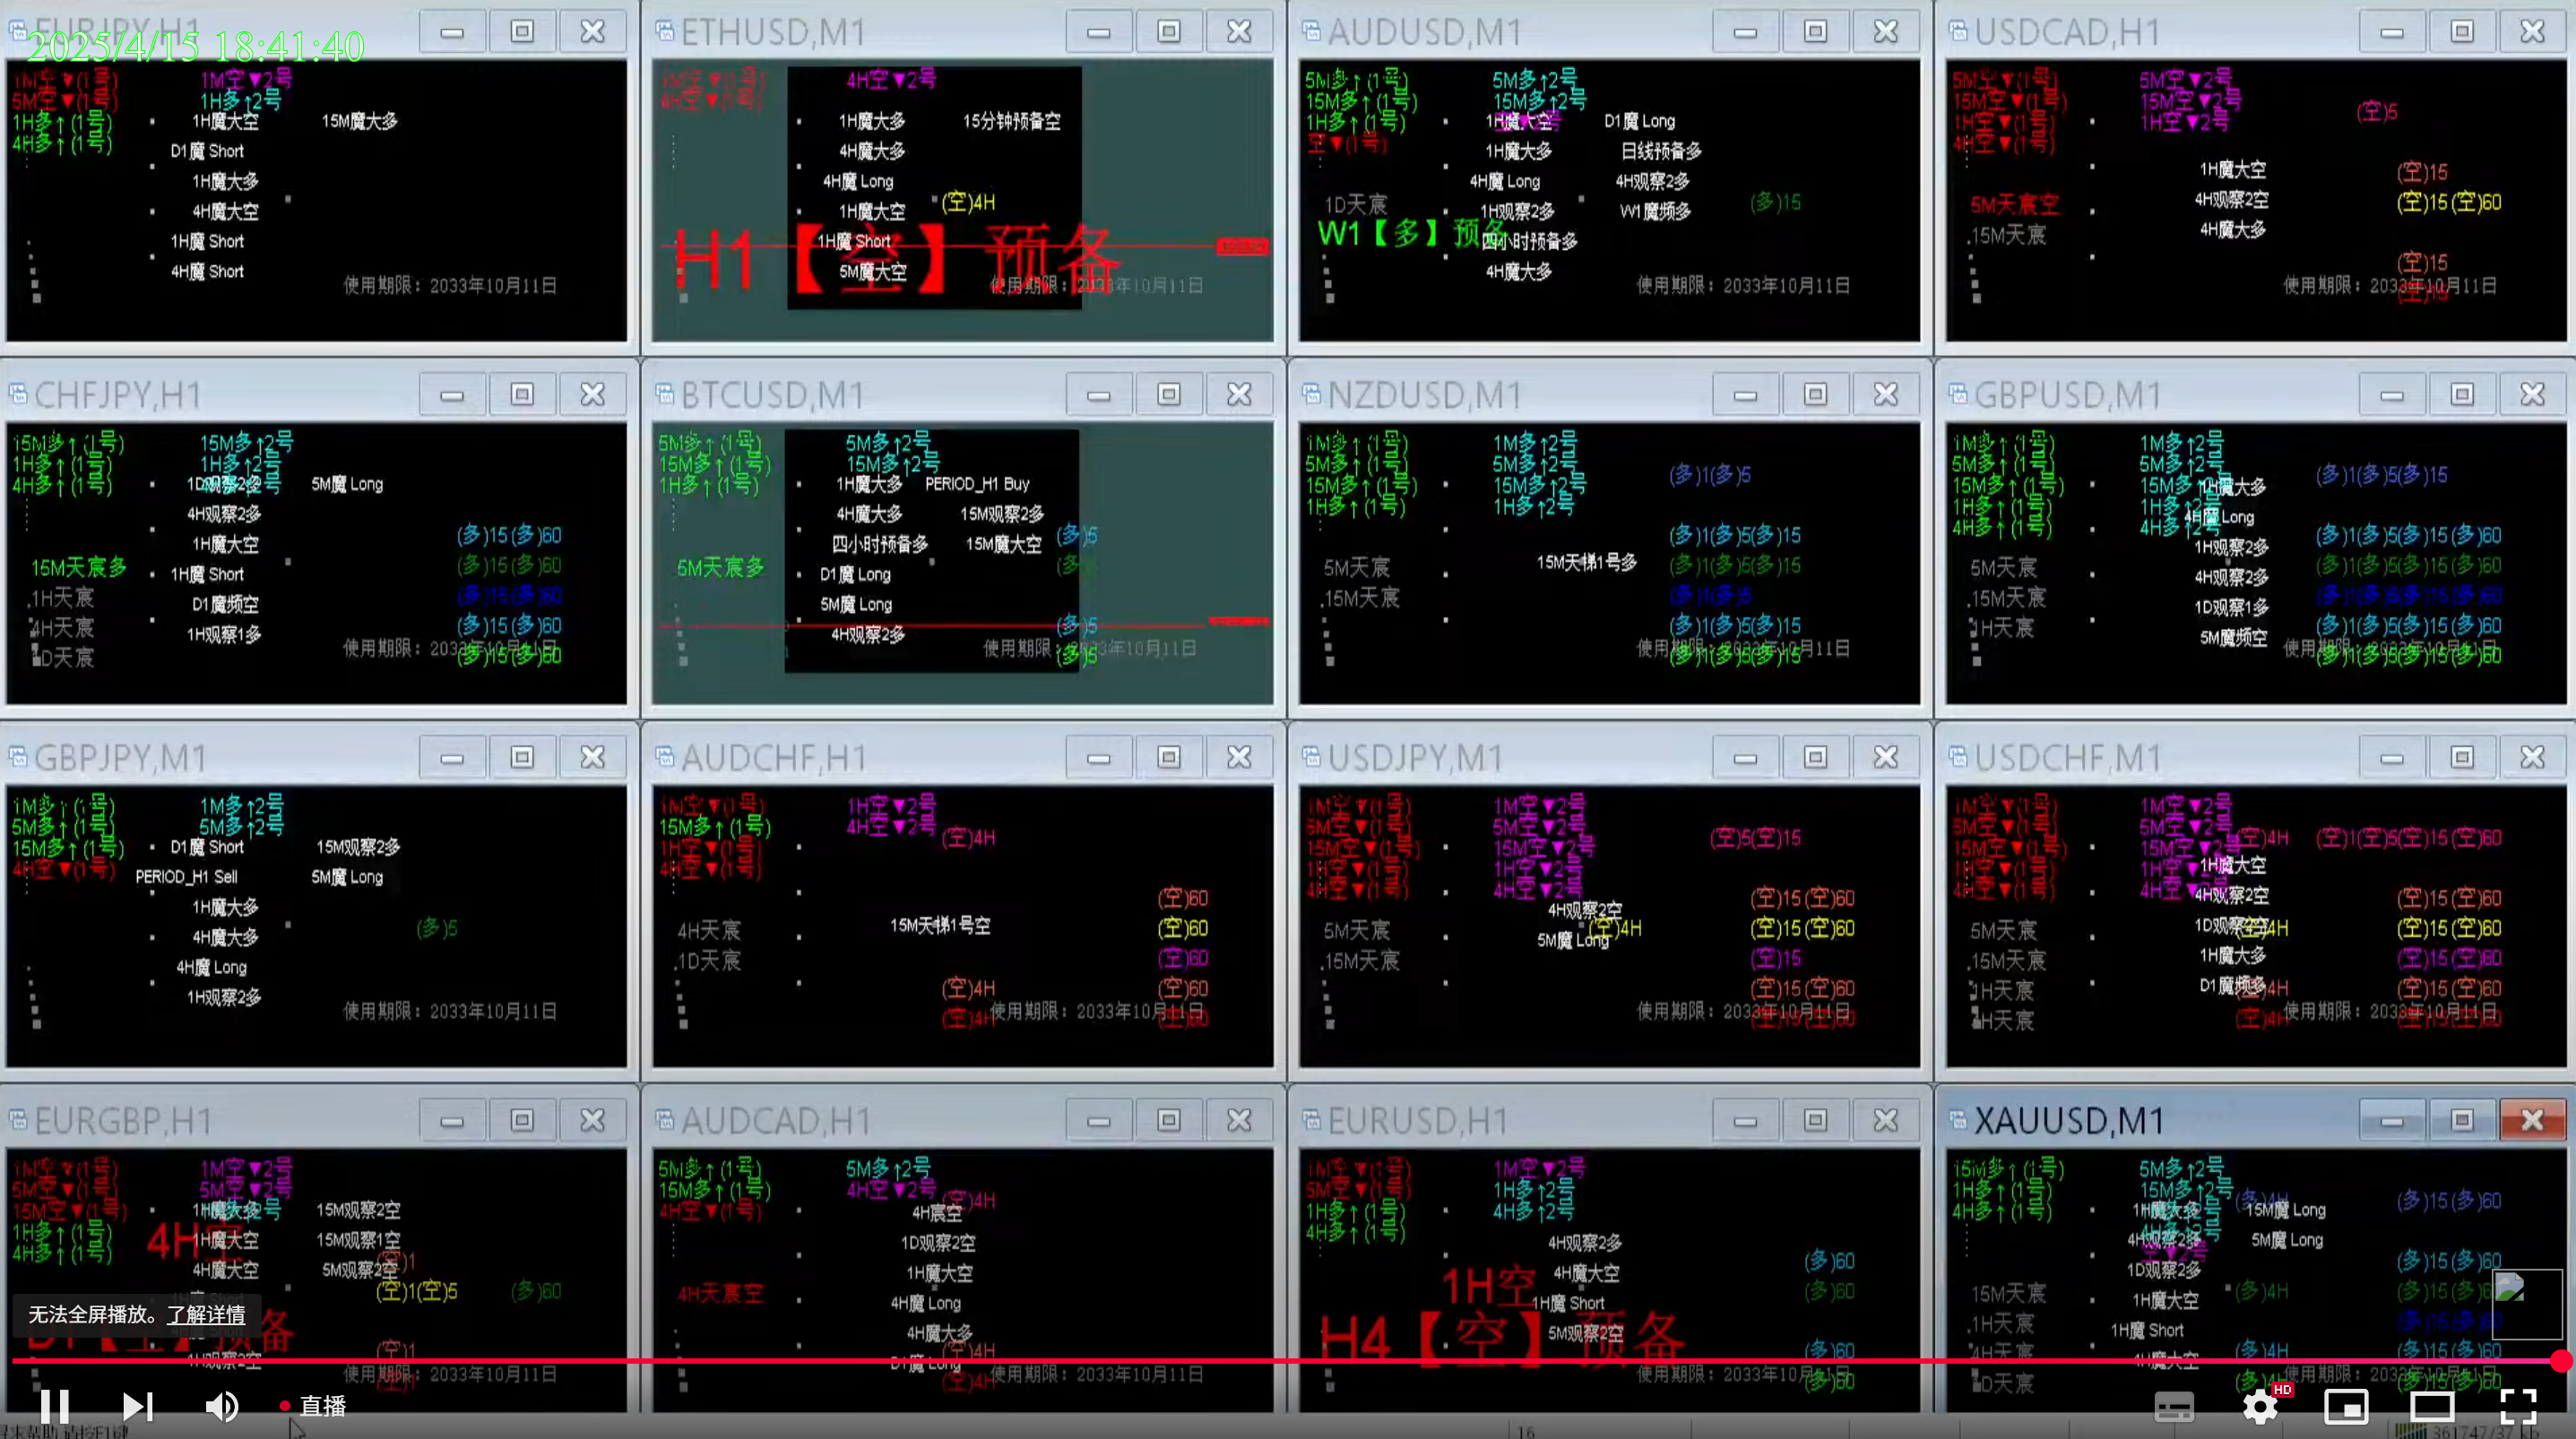 EURJPY,H1
2025/4/15 18:41:40
1M空▼(1号) 1M空▼2号
5M空▼(1号) 1H多↑2号
1H多↑(1号) 1H魔大空 15M魔大多
4H多↑(1号)
D1魔 Short
1H魔大多
4H魔大空
1H魔 Short
4H魔 Short
使用期限：2033年10月11日
ETHUSD,M1
4H空▼2号
4H空▼(1号)
1H魔大多 15分钟预备空
4H魔大多
4H魔 Long
(空)4H
1H魔大空
1H魔 Short
H1【空】预备
5M魔大空
使用期限：2033年10月11日
AUDUSD,M1
5M多↑(1号) 5M多↑2号
15M多↑(1号) 15M多↑2号
1H多↑(1号) 1H魔大空 D1魔 Long
空▼(1号)
1H魔大多 日线预备多
4H魔 Long 4H观察2多
1D天宸 (多)15
1H观察2多 W1魔频多
W1【多】预备
四小时预备多
4H魔大多
使用期限：2033年10月11日
USDCAD,H1
5M空▼(1号) 5M空▼2号
15M空▼(1号) 15M空▼2号 (空)5
1H空▼(1号) 1H空▼2号
4H空▼(1号)
1H魔大空 (空)15
5M天宸空 4H观察2空 (空)15(空)60
.15M天宸 4H魔大多
(空)15
使用期限：2033年10月11日
(空)15
CHFJPY,H1
15M多↑(1号) 15M多↑2号
1H多↑(1号) 1H多↑2号
4H多↑(1号) 1D观察2多 5M魔 Long
4H观察2多
1H魔大空 (多)15(多)60
15M天宸多 1H魔 Short (多)15(多)60
.1H天宸 D1魔频空 (多)15(多)60
4H天宸 1H观察1多 (多)15(多)60
使用期限：2033年10月11日
1D天宸 (多)15(多)60
BTCUSD,M1
5M多↑(1号) 5M多↑2号
15M多↑(1号) 15M多↑2号
1H多↑(1号) 1H魔大多 PERIOD_H1 Buy
4H魔大多 15M观察2多
四小时预备多 15M魔大空 (多)5
5M天宸多 D1魔 Long
5M魔 Long
4H观察2多 (多)5
使用期限：2033年10月11日
(多)5
NZDUSD,M1
1M多↑(1号) 1M多↑2号
5M多↑(1号) 5M多↑2号 (多)1(多)5
15M多↑(1号) 15M多↑2号
1H多↑(1号) 1H多↑2号
(多)1(多)5(多)15
5M天宸 15M天梯1号多 (多)1(多)5(多)15
.15M天宸 (多)1(多)5
(多)1(多)5(多)15
使用期限：2033年10月11日
(多)1(多)5(多)15
GBPUSD,M1
1M多↑(1号) 1M多↑2号
5M多↑(1号) 5M多↑2号 (多)1(多)5(多)15
15M多↑(1号) 15M多↑2号 1H魔大多
1H多↑(1号) 1H多↑2号
4H多↑(1号) 4H多↑2号 4H魔 Long
(多)1(多)5(多)15(多)60
1H观察2多
5M天宸 4H观察2多 (多)1(多)5(多)15(多)60
.15M天宸 1D观察1多 (多)1(多)5(多)15(多)60
1H天宸 5M魔频空 (多)1(多)5(多)15(多)60
使用期限：2033年10月11日
(多)1(多)5(多)15(多)60
GBPJPY,M1
1M多↑(1号) 1M多↑2号
5M多↑(1号) 5M多↑2号
15M多↑(1号) D1魔 Short 15M观察2多
4H空▼(1号) PERIOD_H1 Sell 5M魔 Long
1H魔大多
4H魔大多 (多)5
4H魔 Long
1H观察2多
使用期限：2033年10月11日
AUDCHF,H1
1M空▼(1号) 1H空▼2号
15M多↑(1号) 4H空▼2号 (空)4H
1H空▼(1号)
4H空▼(1号)
(空)60
4H天宸 15M天梯1号空 (空)60
.1D天宸 (空)60
(空)4H (空)60
使用期限：2033年10月11日
(空)4H (空)60
USDJPY,M1
1M空▼(1号) 1M空▼2号
5M空▼(1号) 5M空▼2号 (空)5(空)15
15M空▼(1号) 15M空▼2号
1H空▼(1号) 1H空▼2号
4H空▼(1号) 4H空▼2号
4H观察2空 (空)15(空)60
5M天宸 (空)4H (空)15(空)60
5M魔 Long
.15M天宸 (空)15
(空)15(空)60
使用期限：2033年10月11日
(空)15(空)60
USDCHF,M1
1M空▼(1号) 1M空▼2号
5M空▼(1号) 5M空▼2号 (空)4H (空)1(空)5(空)15(空)60
15M空▼(1号) 15M空▼2号
1H空▼(1号) 1H空▼2号 1H魔大空
4H空▼(1号) 4H空▼2号 4H观察2空 (空)15(空)60
5M天宸 1D观察2空 (空)4H (空)15(空)60
.15M天宸 1H魔大多 (空)15(空)60
1H天宸 D1魔频多 (空)4H (空)15(空)60
使用期限：2033年10月11日
4H天宸 (空)4H (空)15(空)60
EURGBP,H1
1M空▼(1号) 1M空▼2号
5M空▼(1号) 5M空▼2号
15M空▼(1号) 1H魔大多 15M观察2空
1H多↑(1号) 4H空 1H魔大空 15M观察1空
4H多↑(1号) 4H魔大空 5M观察2空
(空)1
(空)1(空)5 (多)60
D1【空】预备
(空)1
1H观察2空
使用期限：2033年10月11日
(空)1
AUDCAD,H1
5M多↑(1号) 5M多↑2号
15M多↑(1号) 4H空▼2号 (空)4H
4H空▼(1号) 4H宸空
1D观察2空
1H魔大空
4H天宸空 4H魔 Long
4H魔大多
(空)4H
D1魔 Long
使用期限：2033年10月11日
(空)4H
EURUSD,H1
1M空▼(1号) 1M空▼2号
5M空▼(1号) 1H多↑2号
1H多↑(1号) 4H多↑2号
4H多↑(1号)
4H观察2多 (多)60
4H魔大空
1H空 (多)60
1H魔 Short
H4【空】预备
5M观察2空
(多)60
使用期限：2033年10月11日
(多)60
XAUUSD,M1
15M多↑(1号) 5M多↑2号
1H多↑(1号) 15M多↑2号 (多)4H (多)15(多)60
4H多↑(1号) 1H魔大多 15M魔 Long
4H观察2多 5M魔 Long
空▼2号 (多)15(多)60
1D观察2多
15M天宸 (多)4H
1H魔大空
.1H天宸 1H魔 Short (多)15(多)60
(多)4H (多)15(多)60
4H魔大空
使用期限：2033年10月11日
(多)4H (多)15(多)60
无法全屏播放。了解详情
直播
HD
16